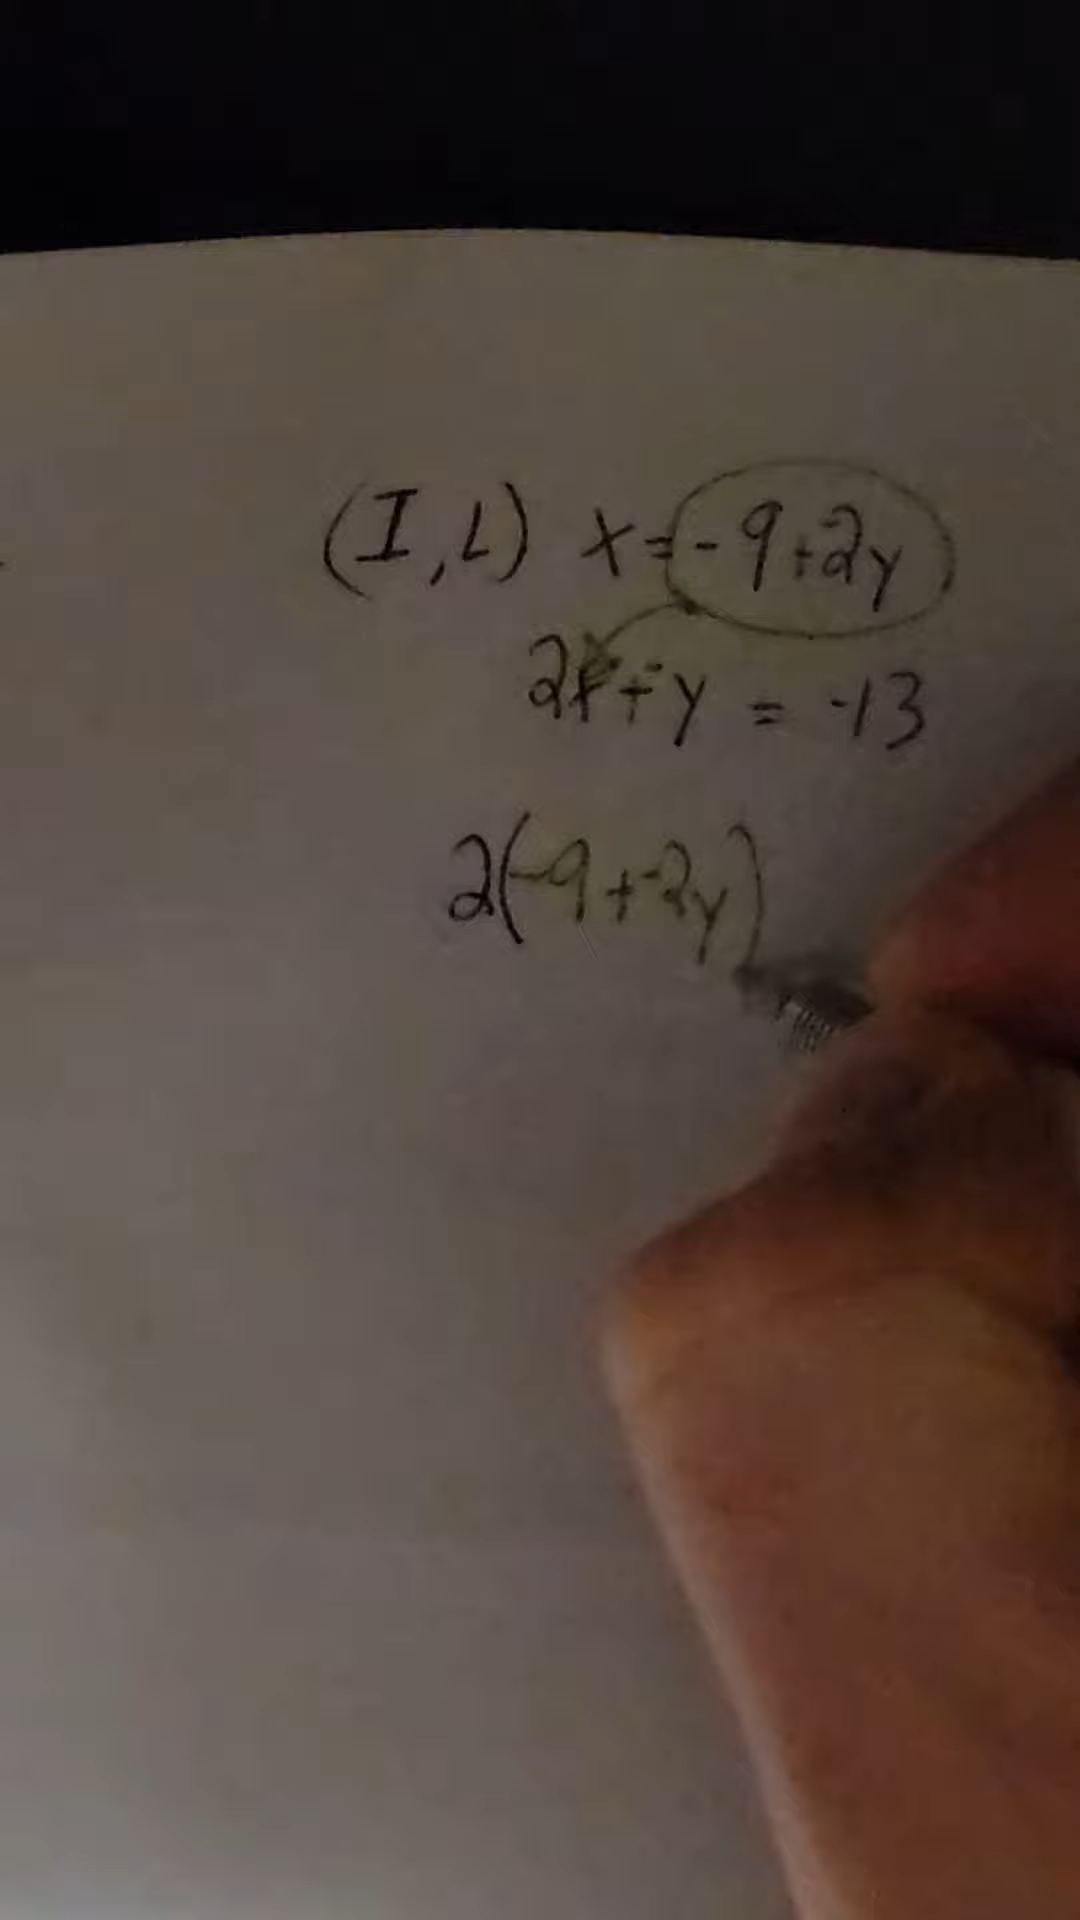 (I, L) x = -9+2y
2x + y = -13
2(-9+2y)